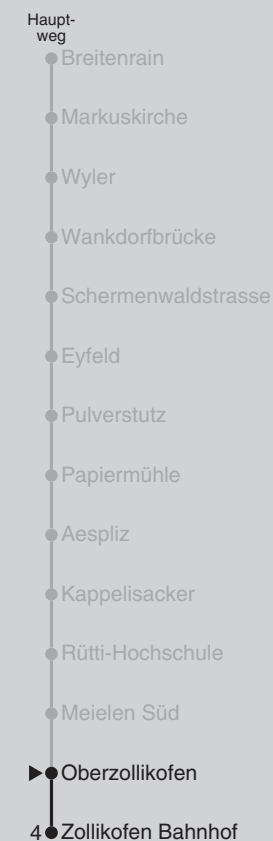 Haupt-
weg
Breitenrain
Markuskirche
Wyler
Wankdorfbrücke
Schermenwaldstrasse
Eyfeld
Pulverstutz
Papiermühle
Aespliz
Kappelisacker
Rütti-Hochschule
Meielen Süd
Oberzollikofen
4 Zollikofen Bahnhof